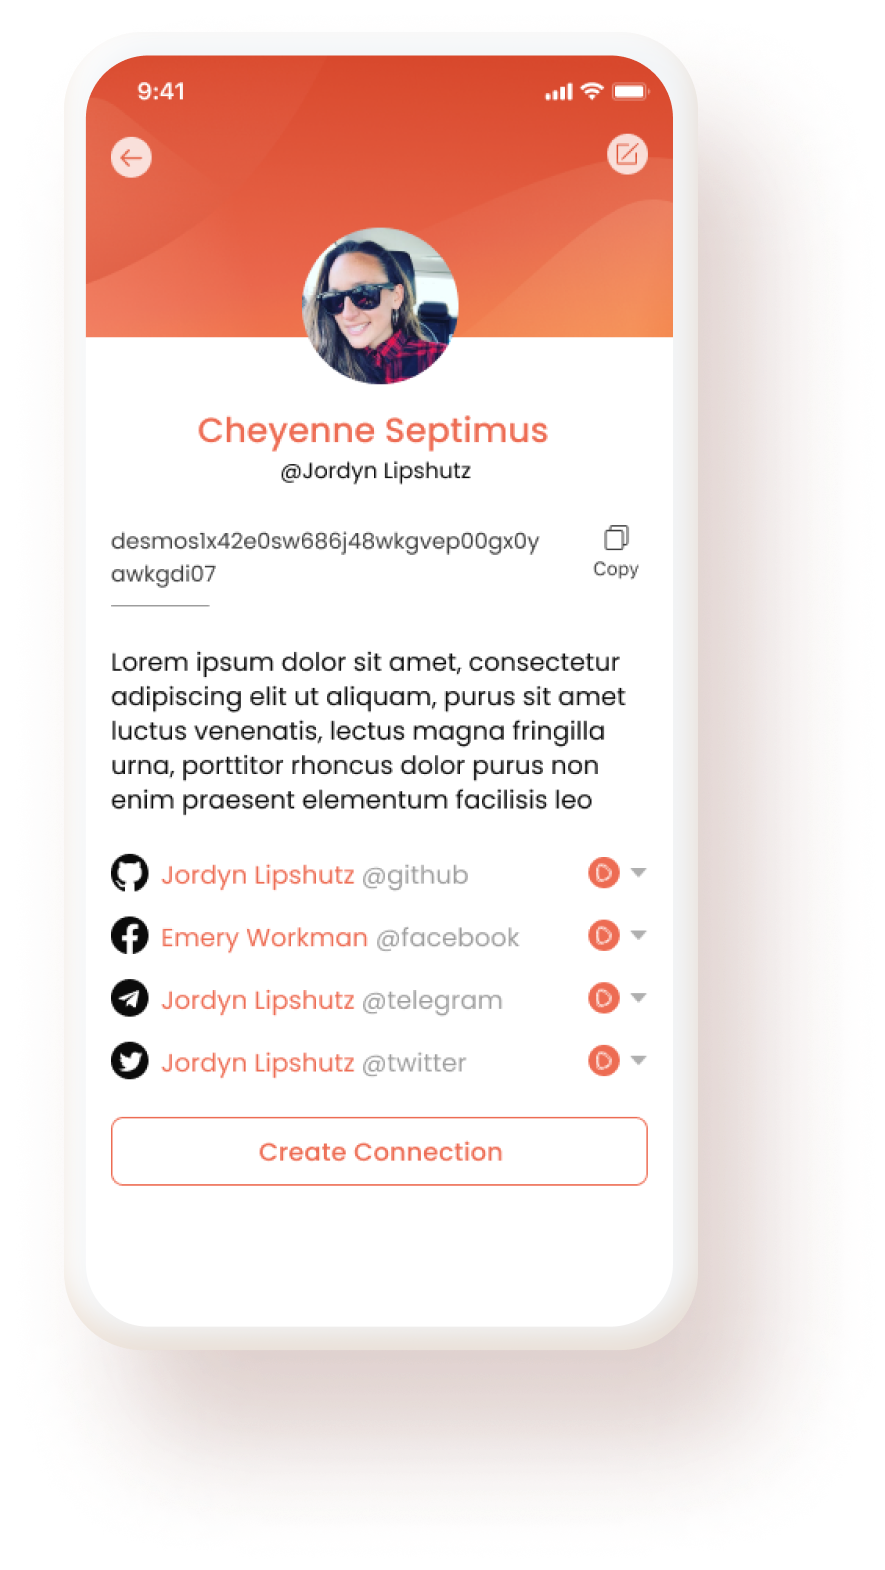 9:41
Cheyenne Septimus
@Jordyn Lipshutz
desmos1x42e0sw686j48wkgvep00gx0y
awkgdi07
Copy
Lorem ipsum dolor sit amet, consectetur
adipiscing elit ut aliquam, purus sit amet
luctus venenatis, lectus magna fringilla
urna, porttitor rhoncus dolor purus non
enim praesent elementum facilisis leo
Jordyn Lipshutz @github
Emery Workman @facebook
Jordyn Lipshutz @telegram
Jordyn Lipshutz @twitter
Create Connection